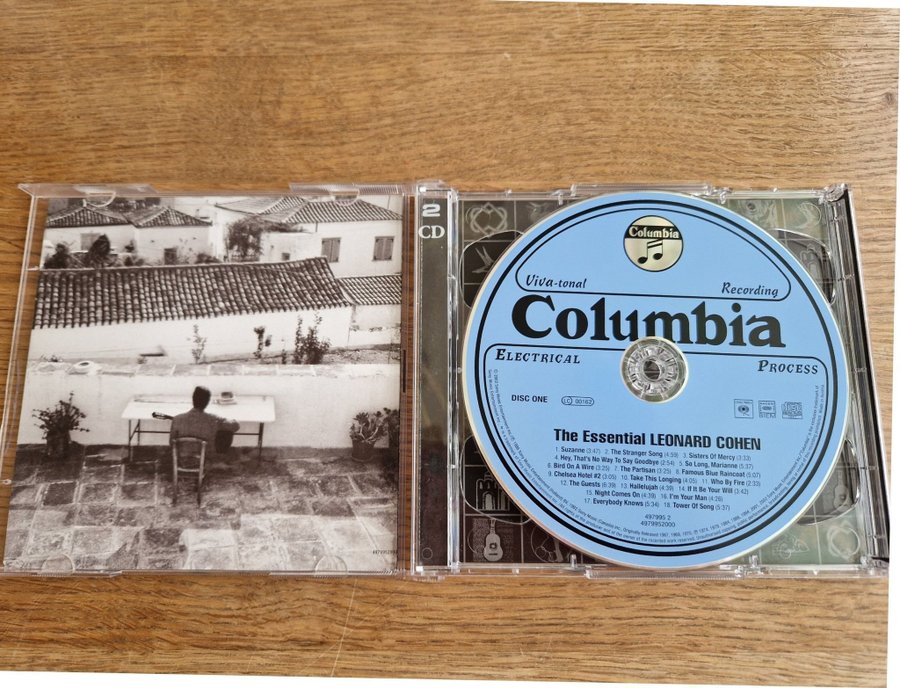 2
CD
Columbia
Viva-tonal
Recording
Columbia
ELECTRICAL
PROCESS
DISC ONE
LC 00162
The Essential LEONARD COHEN
1. Suzanne (3:47) 2. The Stranger Song (4:59) 3. Sisters Of Mercy (3:33)
4. Hey, That's No Way To Say Goodbye (2:54) 5. So Long, Marianne (5:37)
6. Bird On A Wire (3:25) 7. The Partisan (3:25) 8. Famous Blue Raincoat (5:07)
9. Chelsea Hotel #2 (3:05) 10. Take This Longing (4:05) 11. Who By Fire (2:33)
12. The Guests (6:39) 13. Hallelujah (4:39) 14. If It Be Your Will (3:42)
15. Night Comes On (4:39) 16. I'm Your Man (4:26)
17. Everybody Knows (5:34) 18. Tower Of Song (5:37)
497995 2
4979952000